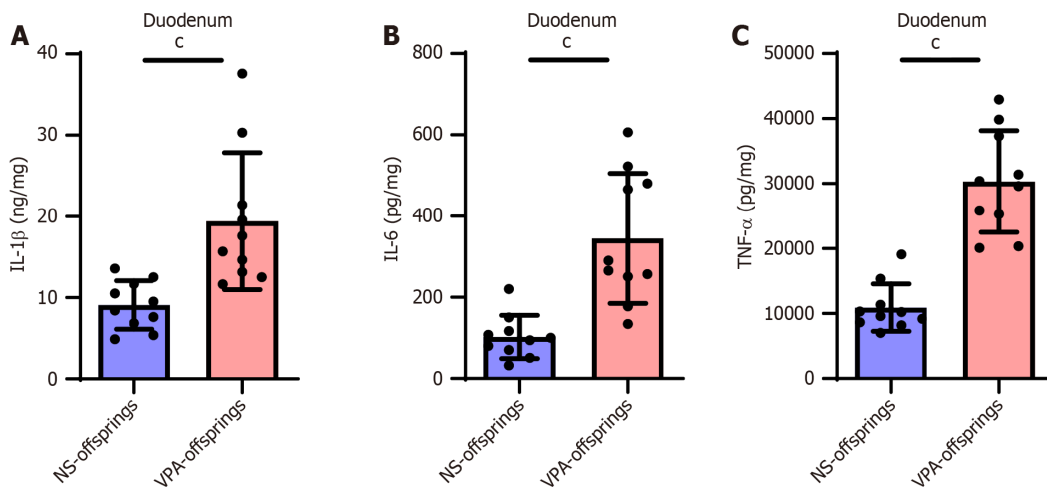 A
Duodenum
c
IL-1β (ng/mg)
40
30
20
10
0
NS-offsprings
VPA-offsprings
B
Duodenum
c
IL-6 (pg/mg)
800
600
400
200
0
NS-offsprings
VPA-offsprings
C
Duodenum
c
TNF-α (pg/mg)
50000
40000
30000
20000
10000
0
NS-offsprings
VPA-offsprings